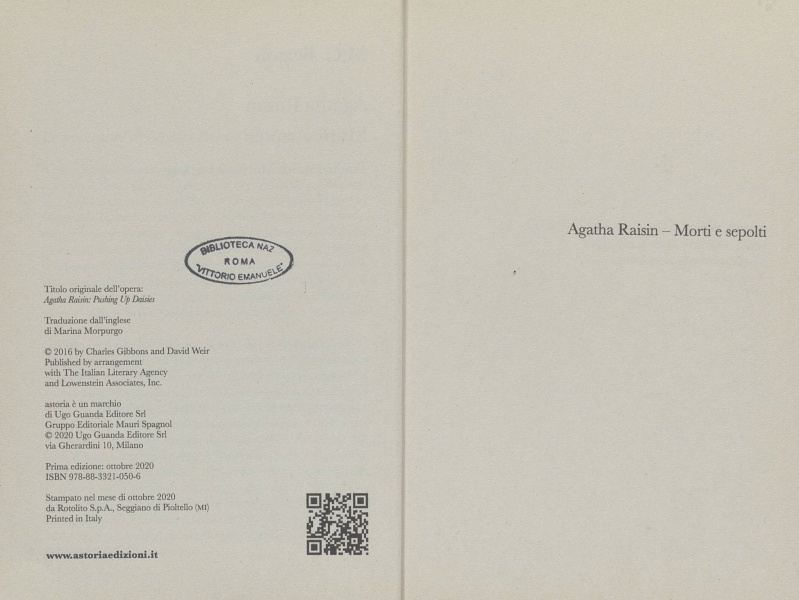 BIBLIOTECA NAZ
ROMA
"VITTORIO EMANUELE"
Titolo originale dell'opera:
Agatha Raisin: Pushing Up Daisies
Traduzione dall'inglese
di Marina Morpurgo
© 2016 by Charles Gibbons and David Weir
Published by arrangement
with The Italian Literary Agency
and Lowenstein Associates, Inc.
astoria è un marchio
di Ugo Guanda Editore Srl
Gruppo Editoriale Mauri Spagnol
© 2020 Ugo Guanda Editore Srl
via Gherardini 10, Milano
Prima edizione: ottobre 2020
ISBN 978-88-3321-050-6
Stampato nel mese di ottobre 2020
da Rotolito S.p.A., Seggiano di Pioltello (MI)
Printed in Italy
www.astoriaedizioni.it
Agatha Raisin – Morti e sepolti